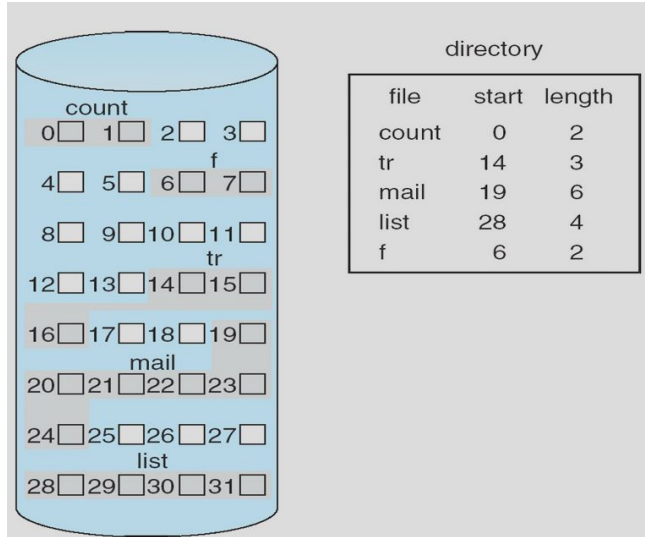 count
0 1 2 3
f
4 5 6 7
8 9 10 11
tr
12 13 14 15
16 17 18 19
mail
20 21 22 23
24 25 26 27
list
28 29 30 31
directory
file start length
count 0 2
tr 14 3
mail 19 6
list 28 4
f 6 2